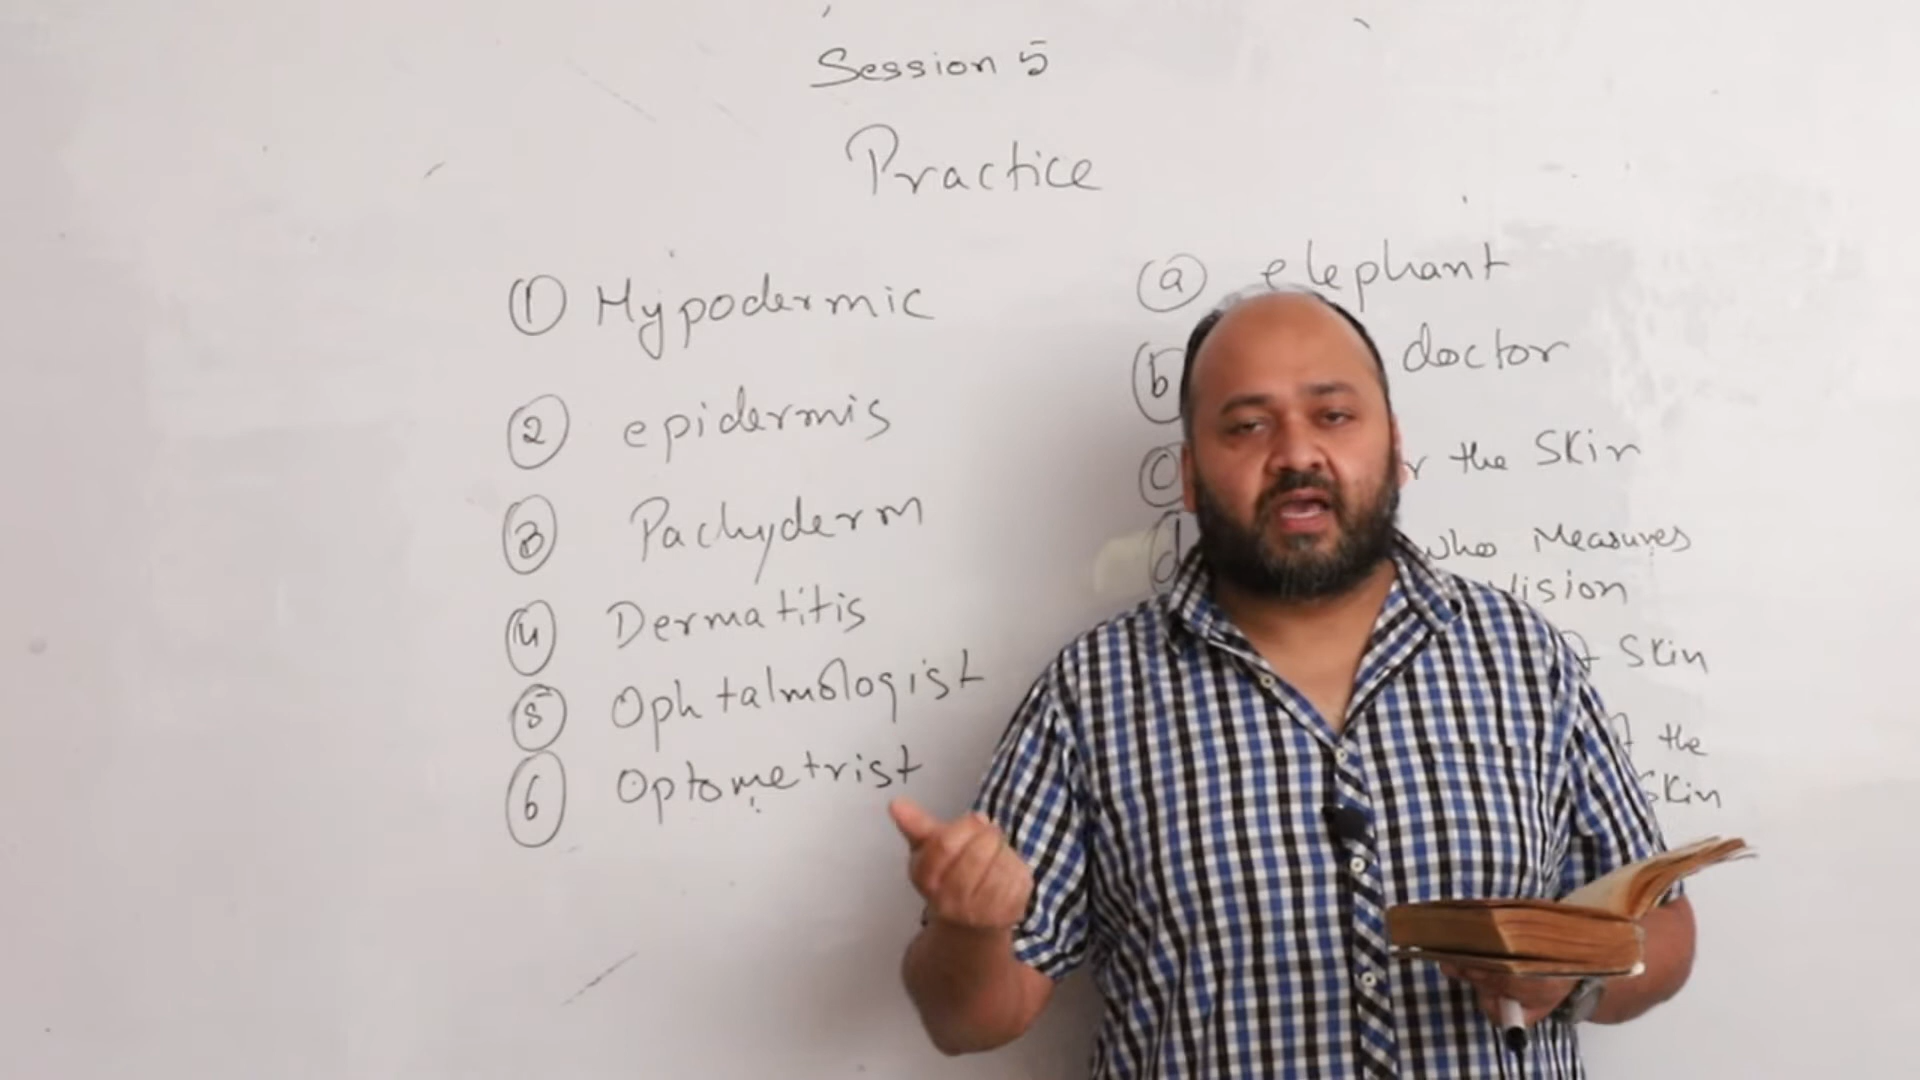 Session 5
Practice
1 Hypodermic
2 epidermis
3 Pachyderm
4 Dermatitis
5 Ophtalmologist
6 Optometrist
a elephant
b doctor
c the Skin
d who Measures
vision
Skin
the
Skin